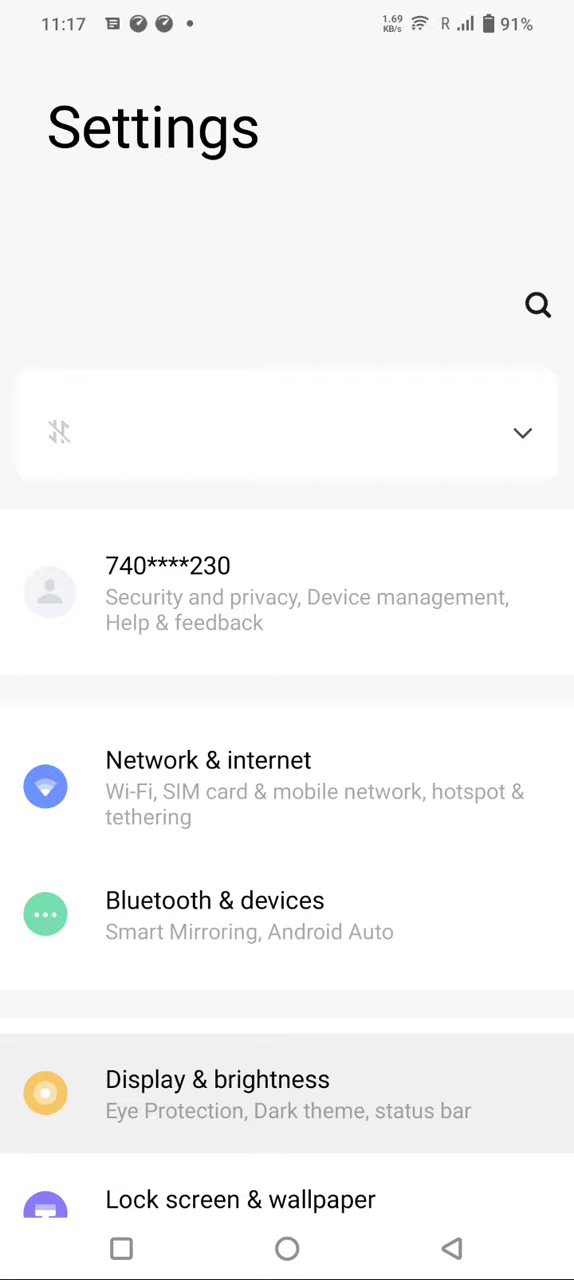 11:17
1.69
KB/s
R
91%
Settings
740****230
Security and privacy, Device management,
Help & feedback
Network & internet
Wi-Fi, SIM card & mobile network, hotspot &
tethering
Bluetooth & devices
Smart Mirroring, Android Auto
Display & brightness
Eye Protection, Dark theme, status bar
Lock screen & wallpaper